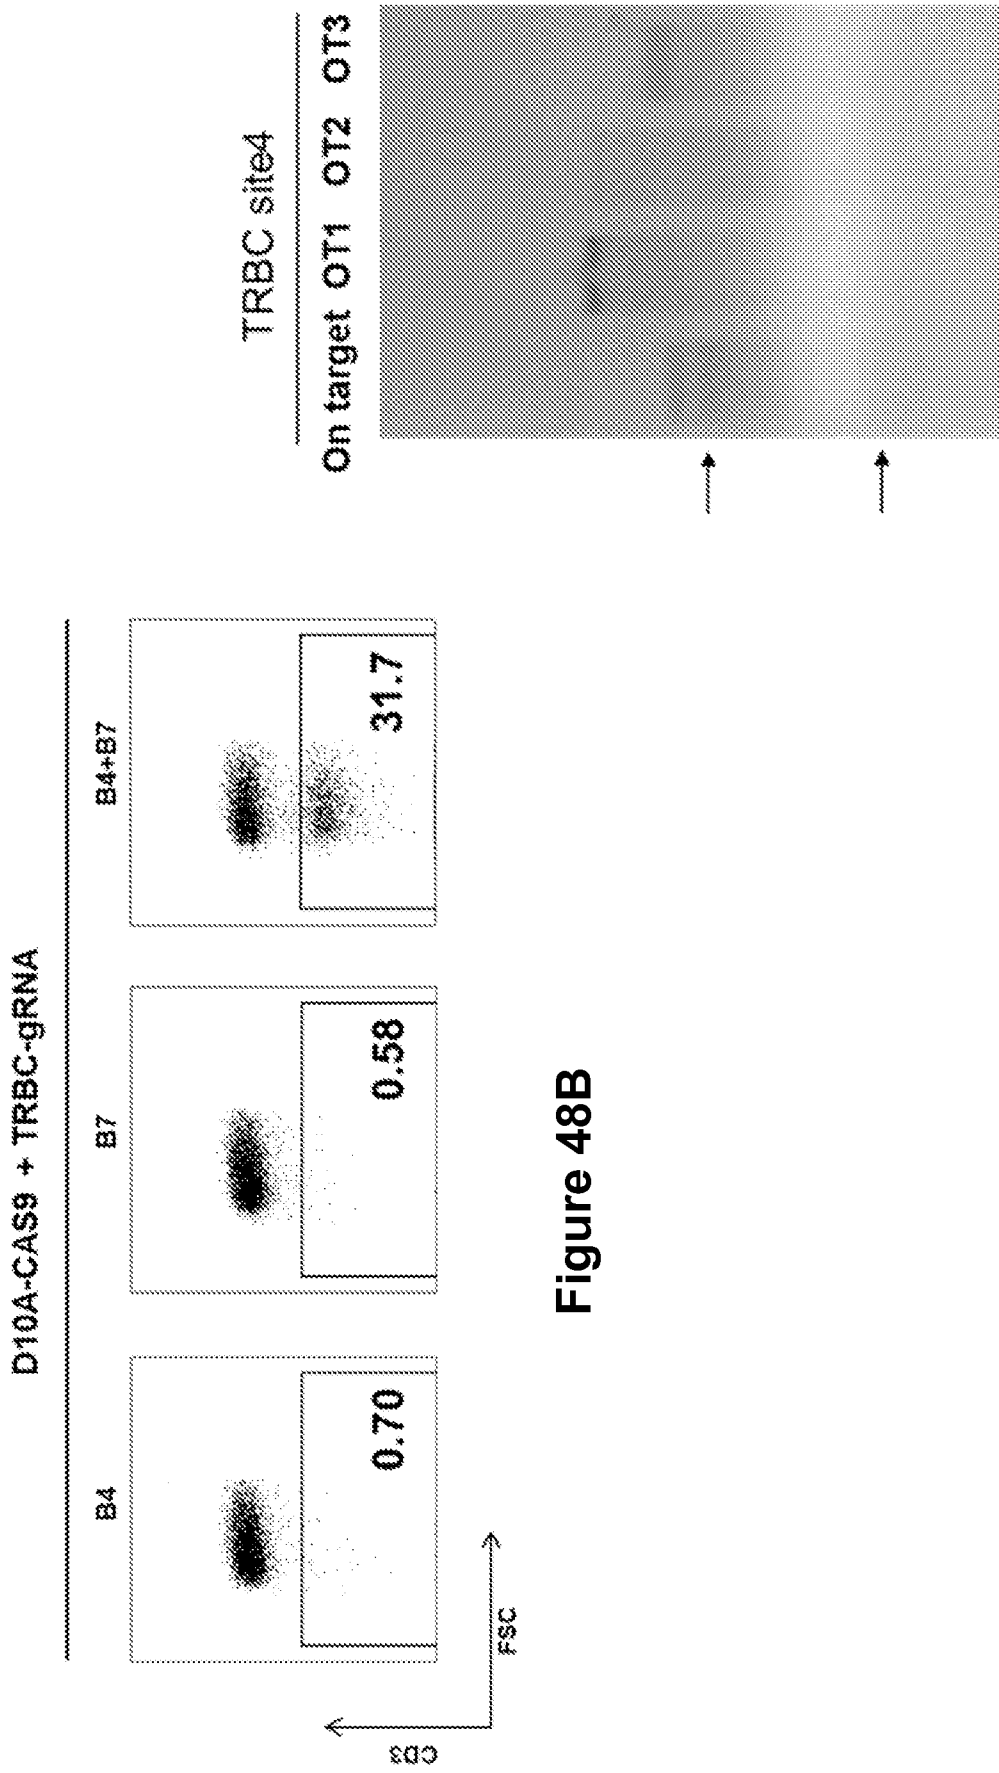 D10A-CAS9 + TRBC-gRNA
B4
B7
B4+B7
0.70
0.58
31.7
CD3
FSC
TRBC site4
On target OT1 OT2 OT3
Figure 48B